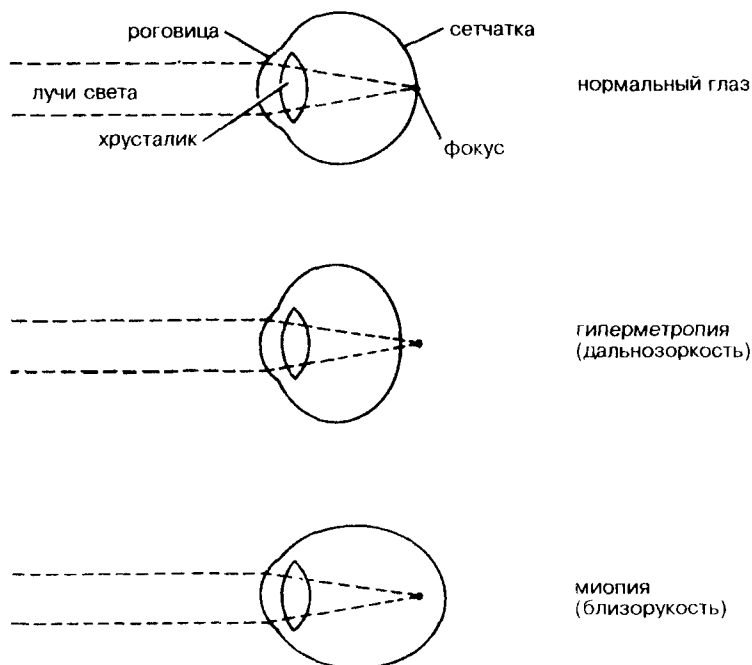 роговица
сетчатка
нормальный глаз
лучи света
хрусталик
фокус
гиперметропия
(дальнозоркость)
миопия
(близорукость)